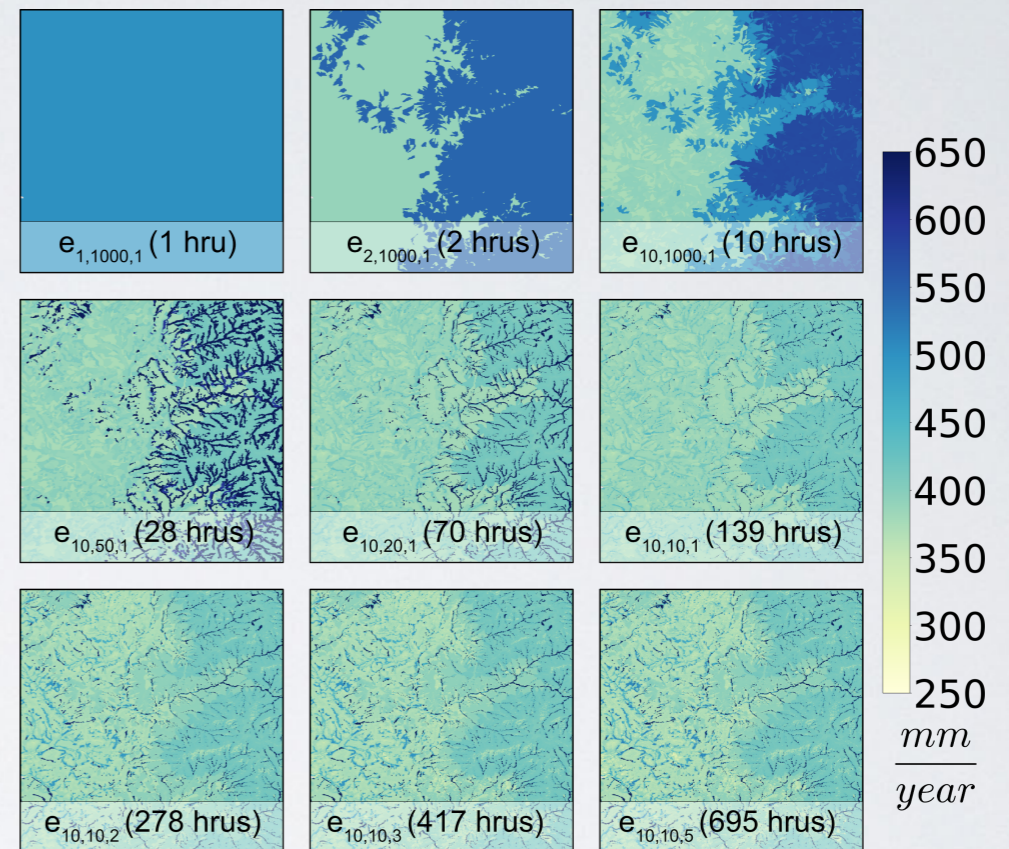 e1,1000,1 (1 hru)
e2,1000,1 (2 hrus)
e10,1000,1 (10 hrus)
e10,50,1 (28 hrus)
e10,20,1 (70 hrus)
e10,10,1 (139 hrus)
e10,10,2 (278 hrus)
e10,10,3 (417 hrus)
e10,10,5 (695 hrus)
650
600
550
500
450
400
350
300
250
mm
year